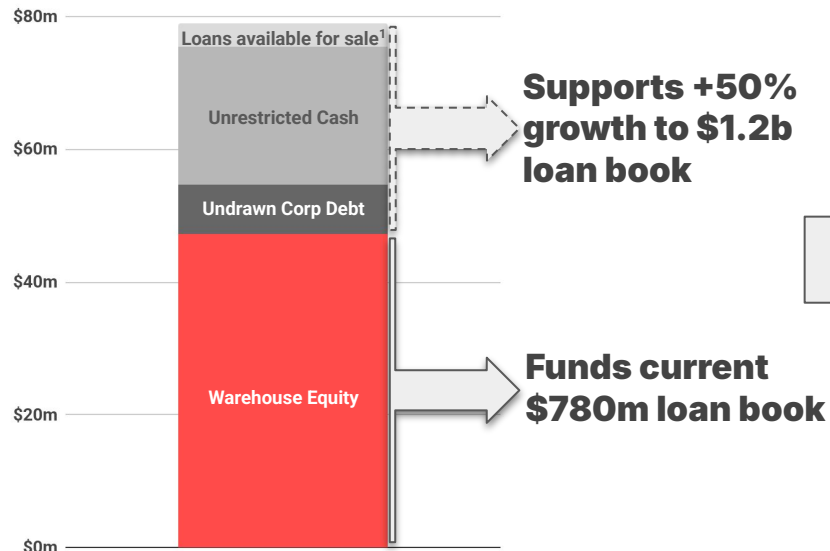 $80m
Loans available for sale¹
Unrestricted Cash
Supports +50%
growth to $1.2b
loan book
$60m
Undrawn Corp Debt
$40m
Warehouse Equity
Funds current
$780m loan book
$20m
$0m